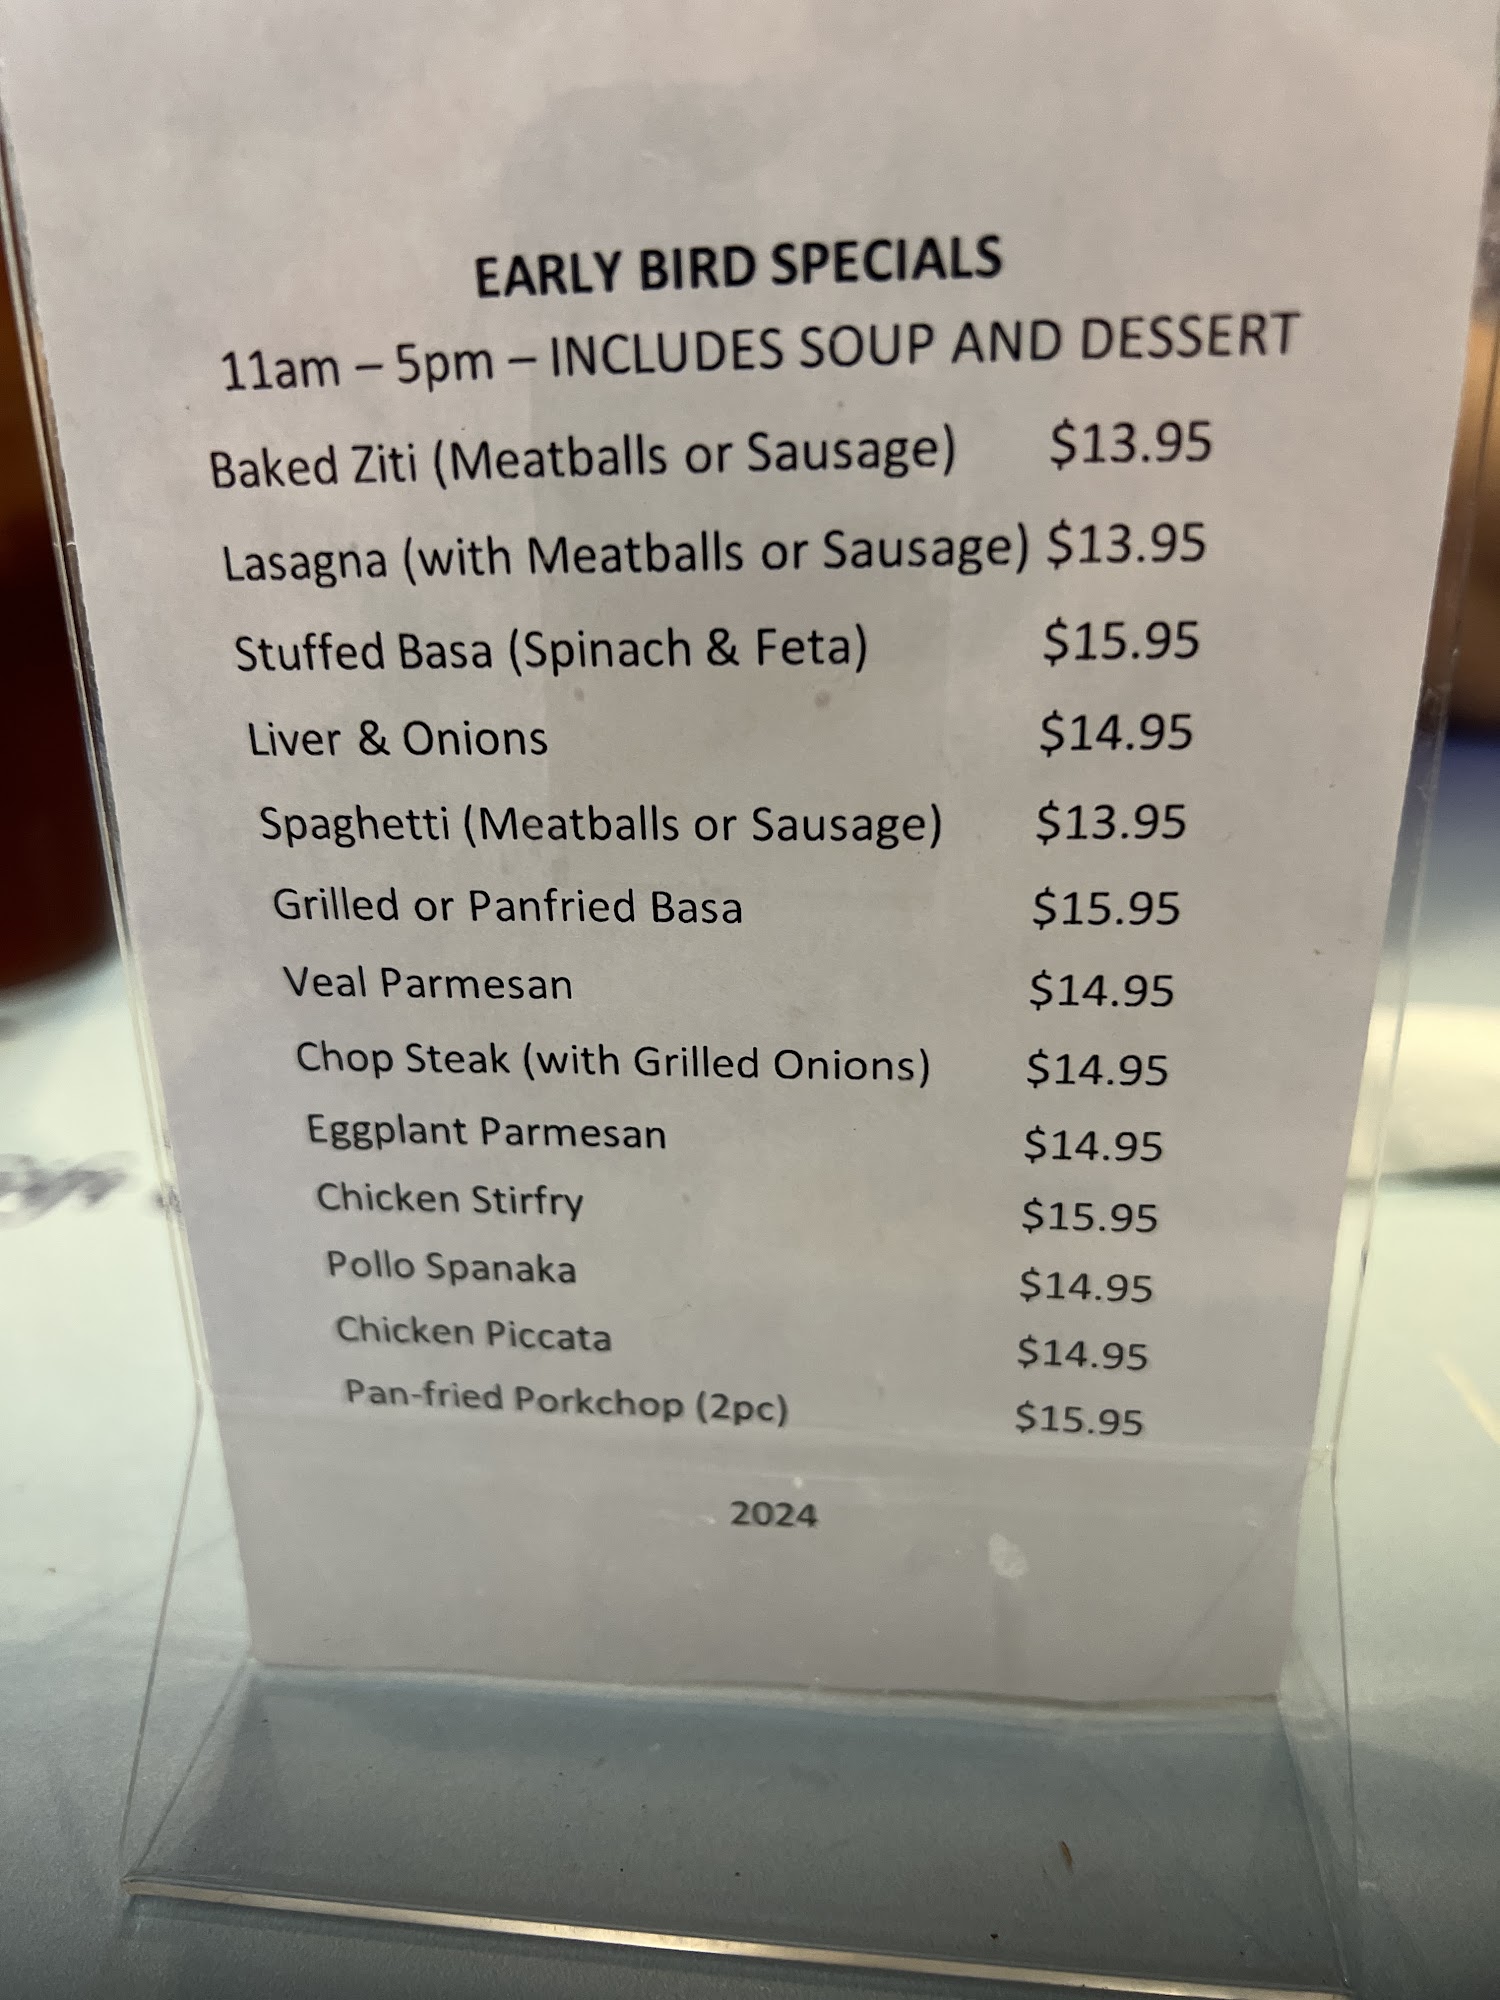 EARLY BIRD SPECIALS
11am – 5pm – INCLUDES SOUP AND DESSERT
Baked Ziti (Meatballs or Sausage) $13.95
Lasagna (with Meatballs or Sausage) $13.95
Stuffed Basa (Spinach & Feta) $15.95
Liver & Onions $14.95
Spaghetti (Meatballs or Sausage) $13.95
Grilled or Panfried Basa $15.95
Veal Parmesan $14.95
Chop Steak (with Grilled Onions) $14.95
Eggplant Parmesan $14.95
Chicken Stirfry $15.95
Pollo Spanaka $14.95
Chicken Piccata $14.95
Pan-fried Porkchop (2pc) $15.95
2024